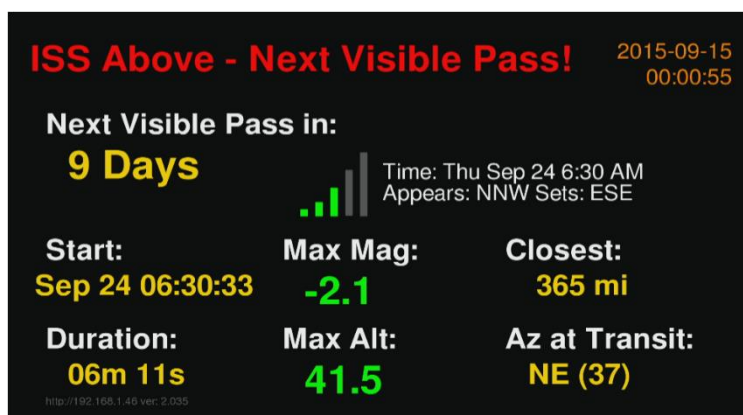 ISS Above - Next Visible Pass!
2015-09-15
00:00:55
Next Visible Pass in:
9 Days
Time: Thu Sep 24 6:30 AM
Appears: NNW Sets: ESE
Start:
Max Mag:
Closest:
Sep 24 06:30:33
-2.1
365 mi
Duration:
Max Alt:
Az at Transit:
06m 11s
41.5
NE (37)
http://192.168.1.46 ver: 2.035